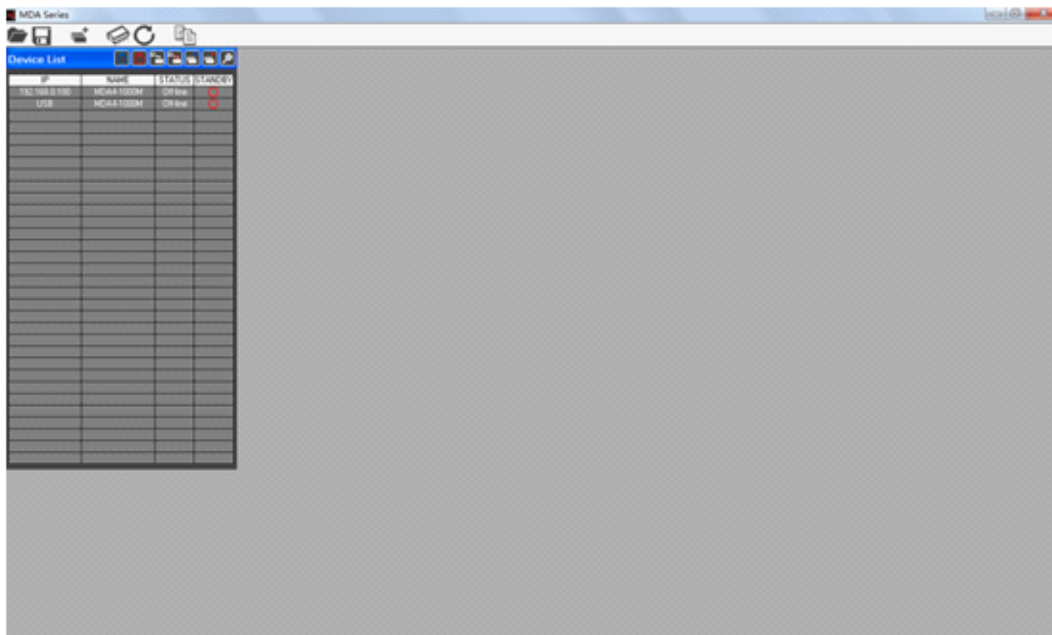 MDA Series
Device List
IP NAME STATUS STANDBY
192.168.0.100 MDA4-1000M Off-line
USB MDA4-1000M Off-line